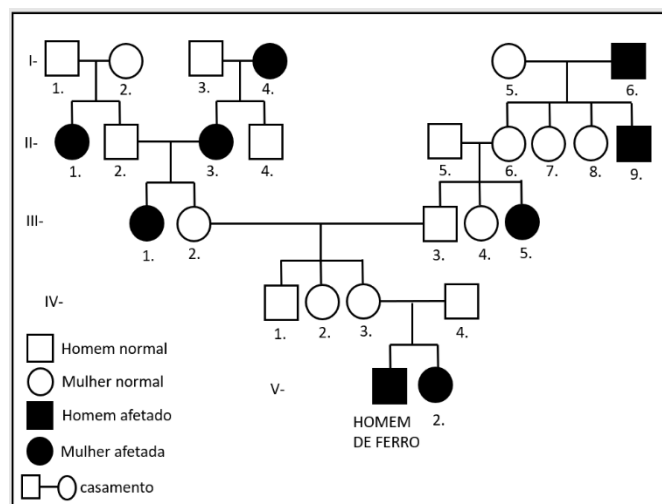 I-
1.
2.
3.
4.
5.
6.
II-
1.
2.
3.
4.
5.
6.
7.
8.
9.
III-
1.
2.
3.
4.
5.
IV-
1.
2.
3.
4.
V-
HOMEM
DE FERRO
2.
Homem normal
Mulher normal
Homem afetado
Mulher afetada
casamento